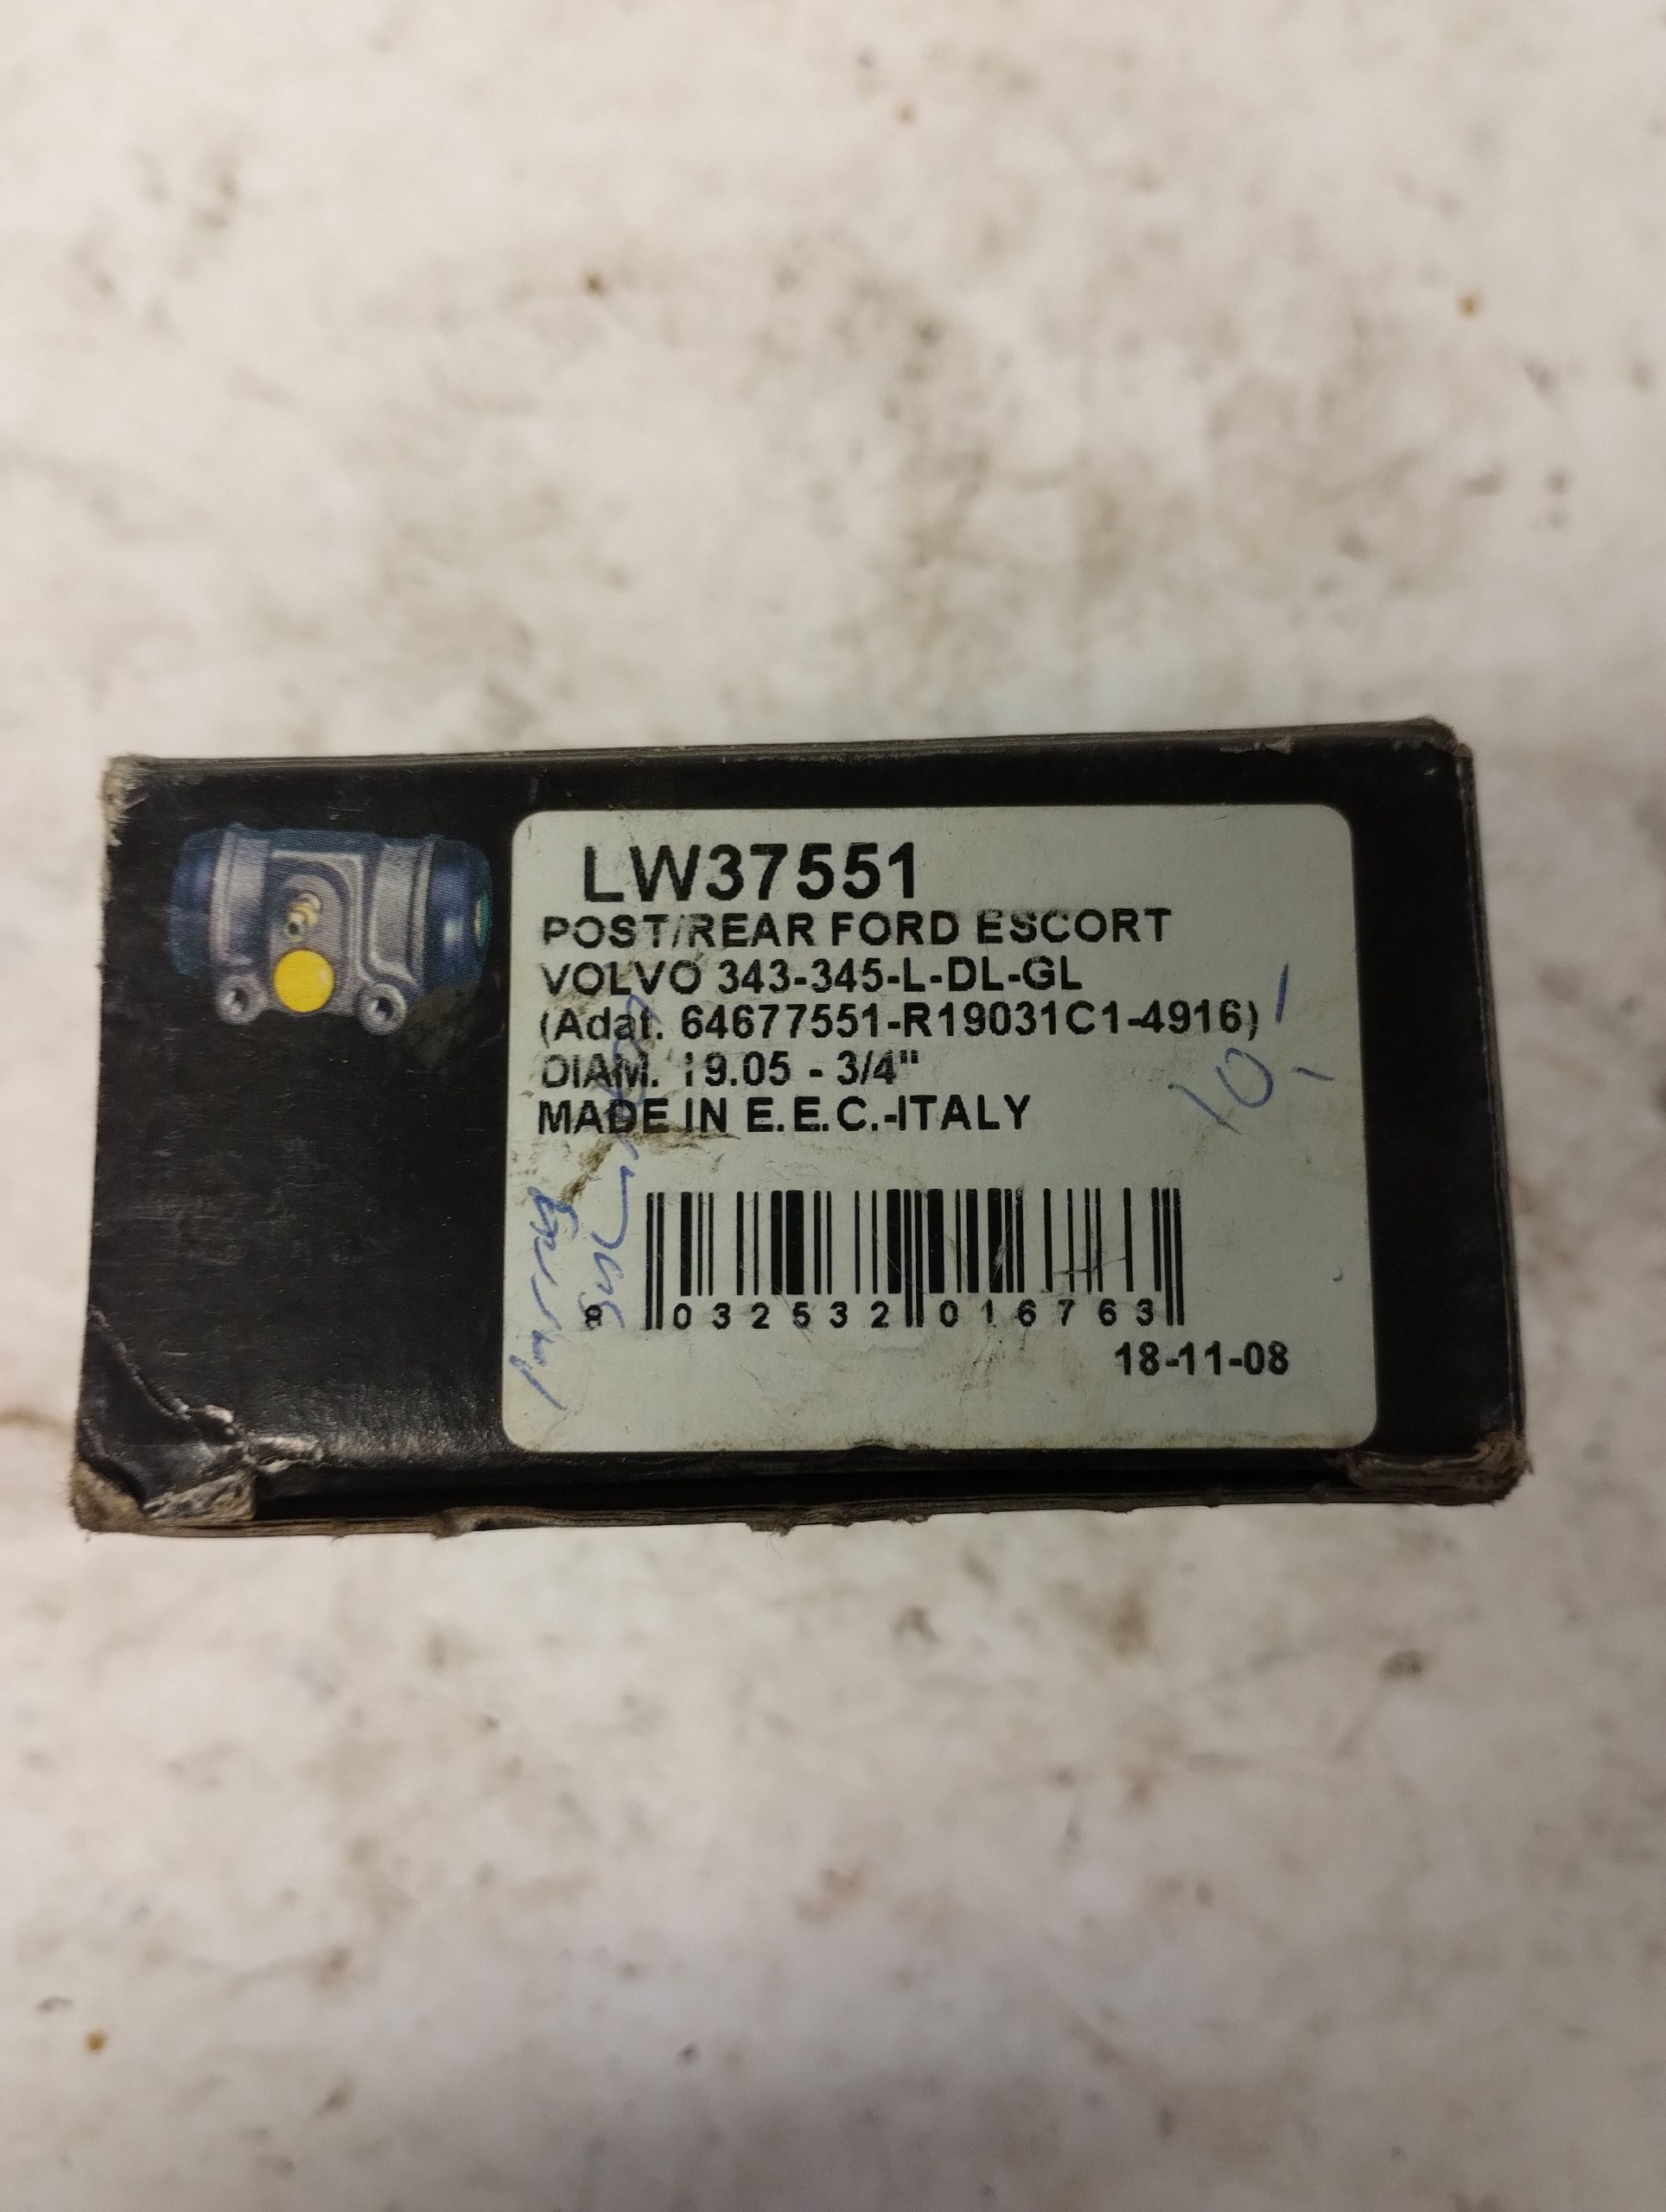 LW37551
POST/REAR FORD ESCORT
VOLVO 343-345-L-DL-GL
(Adat. 64677551-R19031C1-4916)
DIAM. 19.05 - 3/4"
MADE IN E.E.C.-ITALY
10,-
8 032532 016763
18-11-08